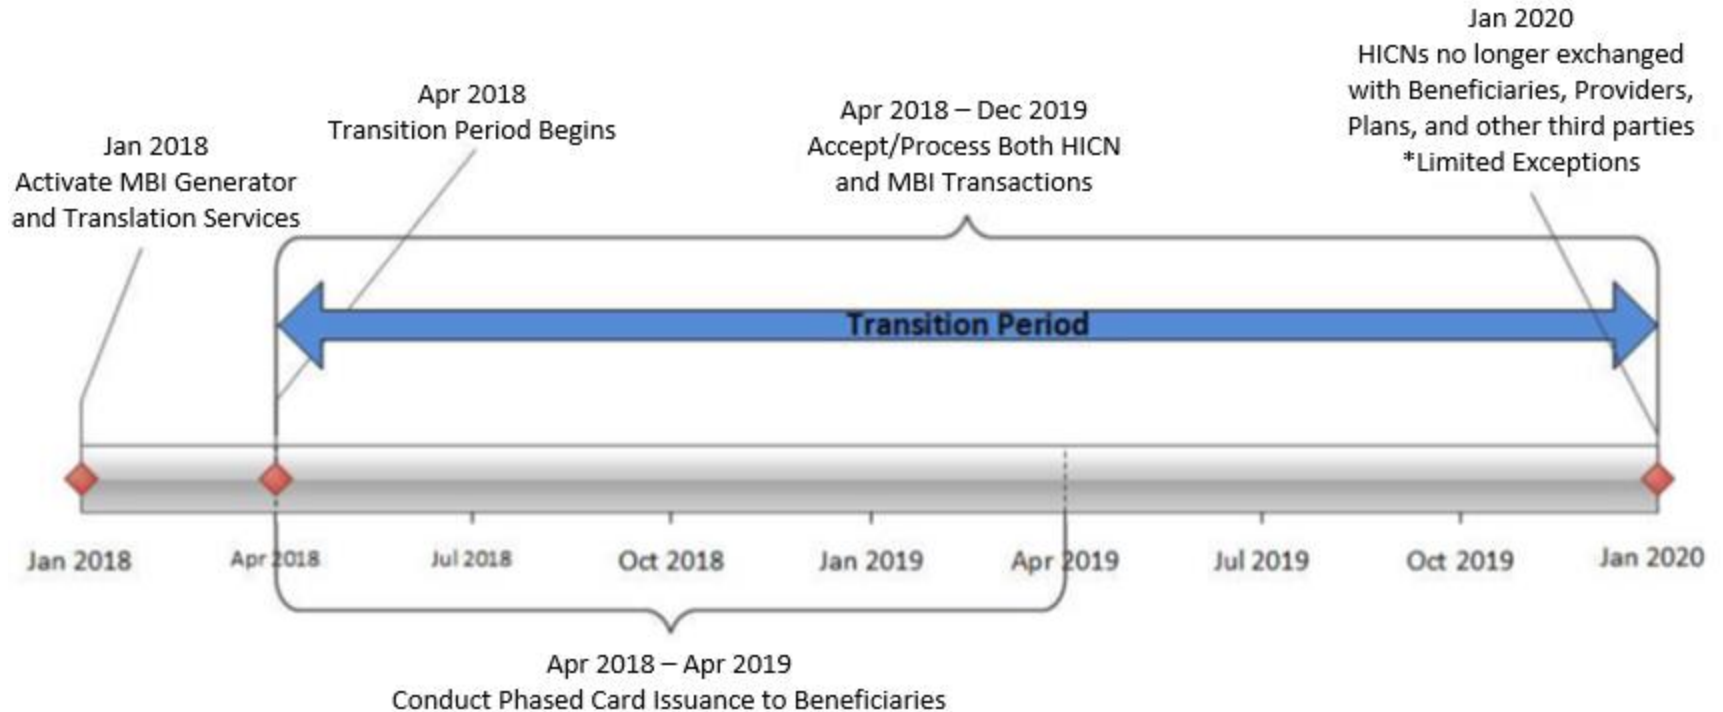 Jan 2018
Activate MBI Generator
and Translation Services
Apr 2018
Transition Period Begins
Apr 2018 – Dec 2019
Accept/Process Both HICN
and MBI Transactions
Jan 2020
HICNs no longer exchanged
with Beneficiaries, Providers,
Plans, and other third parties
*Limited Exceptions
Transition Period
Jan 2018
Apr 2018
Jul 2018
Oct 2018
Jan 2019
Apr 2019
Jul 2019
Oct 2019
Jan 2020
Apr 2018 – Apr 2019
Conduct Phased Card Issuance to Beneficiaries